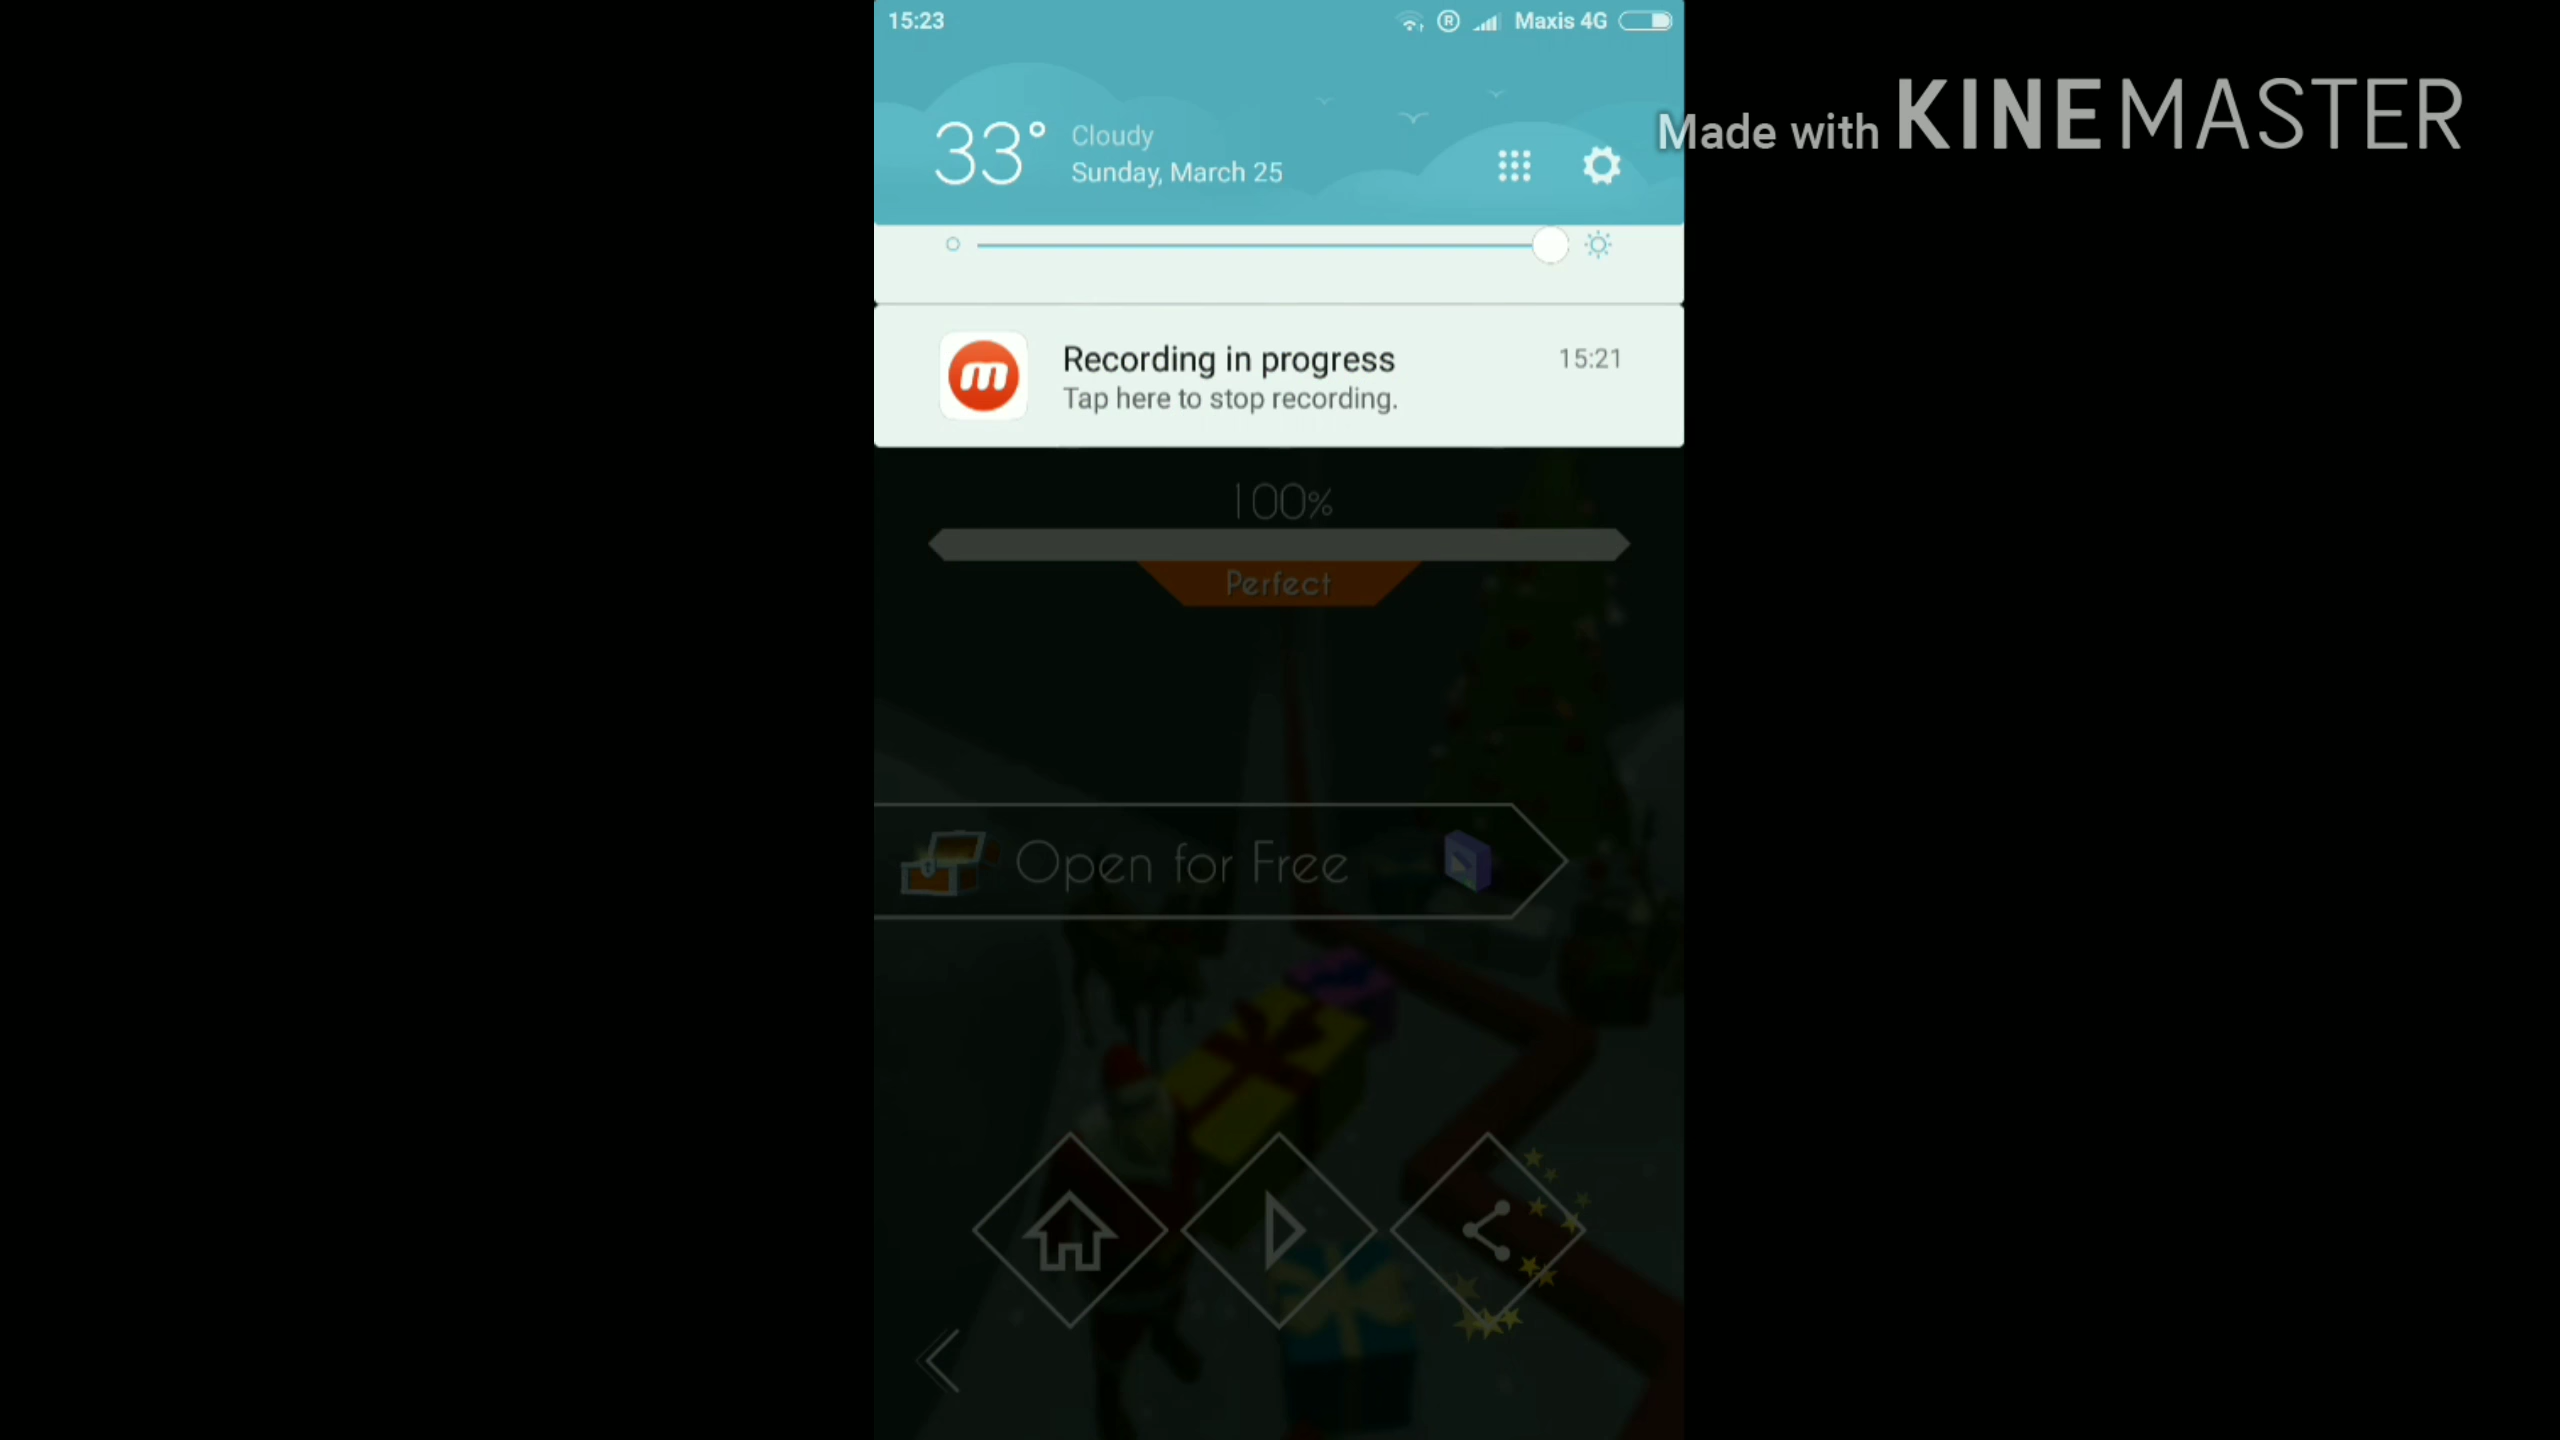 15:23
Maxis 4G
Made with KINEMASTER
33°
Cloudy
Sunday, March 25
Recording in progress
15:21
Tap here to stop recording.
100%
Perfect
Open for Free